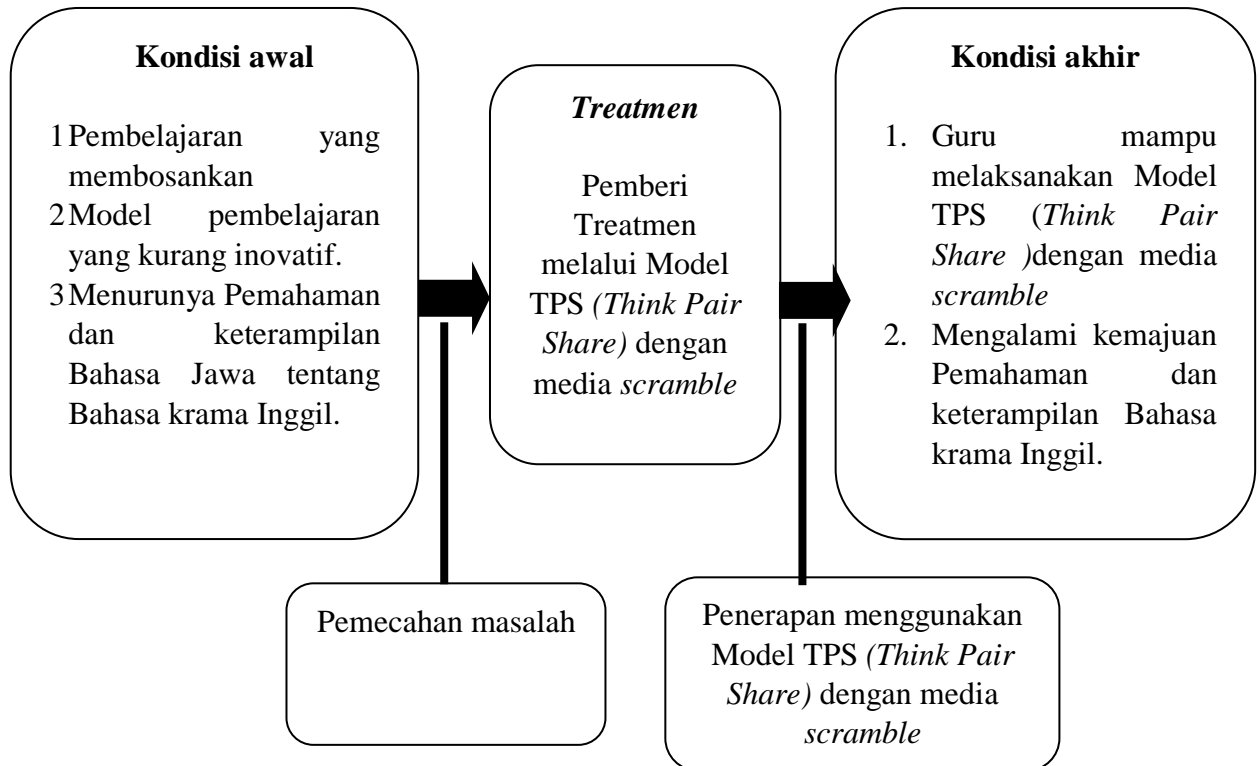 Kondisi awal
1 Pembelajaran yang
membosankan
2 Model pembelajaran
yang kurang inovatif.
3 Menurunya Pemahaman
dan keterampilan
Bahasa Jawa tentang
Bahasa krama Inggil.
Treatmen
Pemberi
Treatmen
melalui Model
TPS (Think Pair
Share) dengan
media scramble
Kondisi akhir
1. Guru mampu
melaksanakan Model
TPS (Think Pair
Share )dengan media
scramble
2. Mengalami kemajuan
Pemahaman dan
keterampilan Bahasa
krama Inggil.
Pemecahan masalah
Penerapan menggunakan
Model TPS (Think Pair
Share) dengan media
scramble